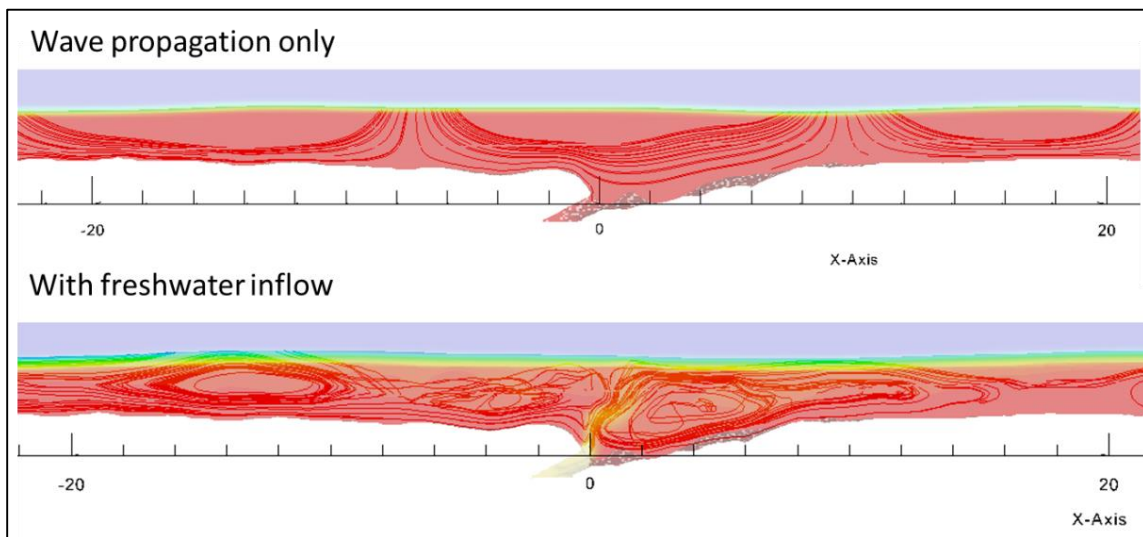 Wave propagation only
-20 0 20
X-Axis
With freshwater inflow
-20 0 20
X-Axis